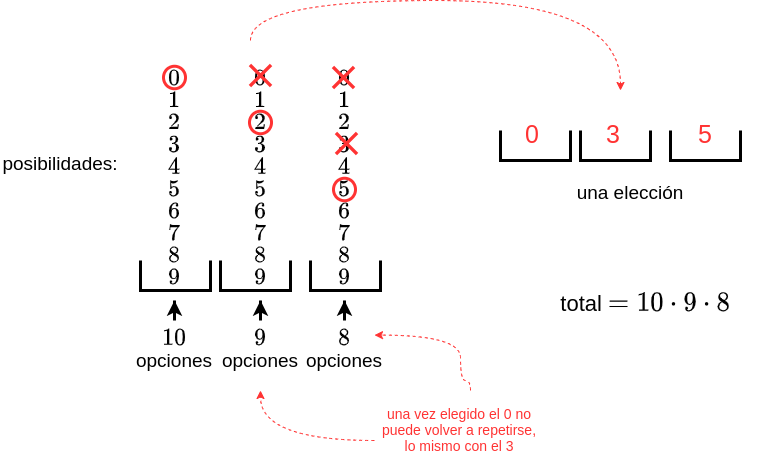 0 0 0
1 1 1
2 2 2
3 3 3
4 4 4
5 5 5
6 6 6
7 7 7
8 8 8
9 9 9
posibilidades:
10 9 8
opciones opciones opciones
0 3 5
una elección
total = 10 · 9 · 8
una vez elegido el 0 no
puede volver a repetirse,
lo mismo con el 3